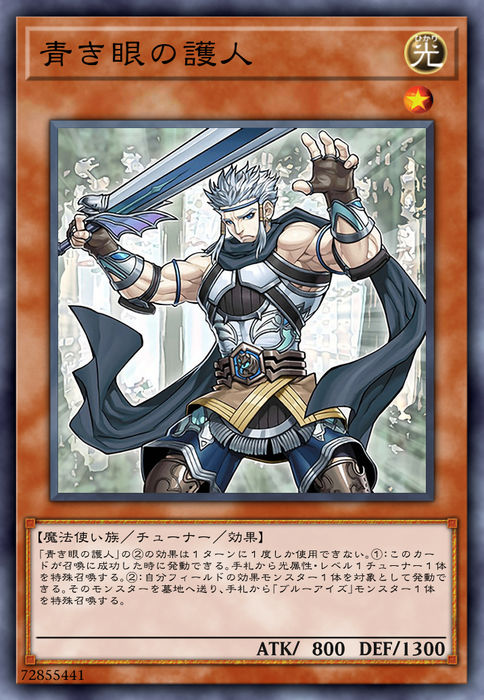 青き眼の護人
光
ひかり
【魔法使い族／チューナー／効果】
「青き眼の護人」の②の効果は１ターンに１度しか使用できない。①：このカー
ドが召喚に成功した時に発動できる。手札から光属性・レベル１チューナー１体
を特殊召喚する。②：自分フィールドの効果モンスター１体を対象として発動で
きる。そのモンスターを墓地へ送り、手札から「ブルーアイズ」モンスター１体
を特殊召喚する。
ATK/ 800 DEF/1300
72855441